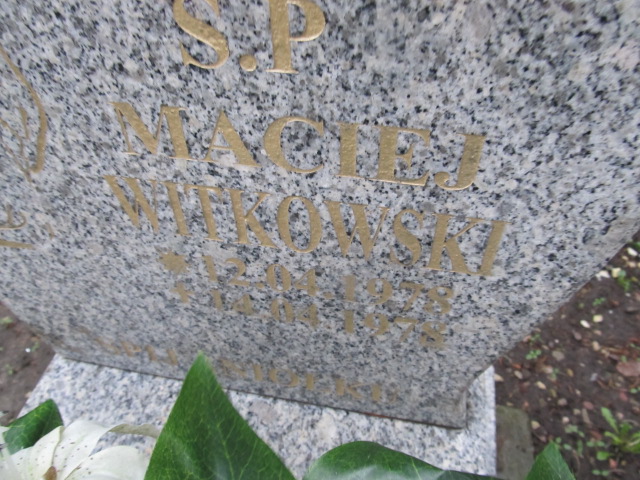 S.P
MACIEJ
WITKOWSKI
* 12.04.1978
+ 14.04.1978